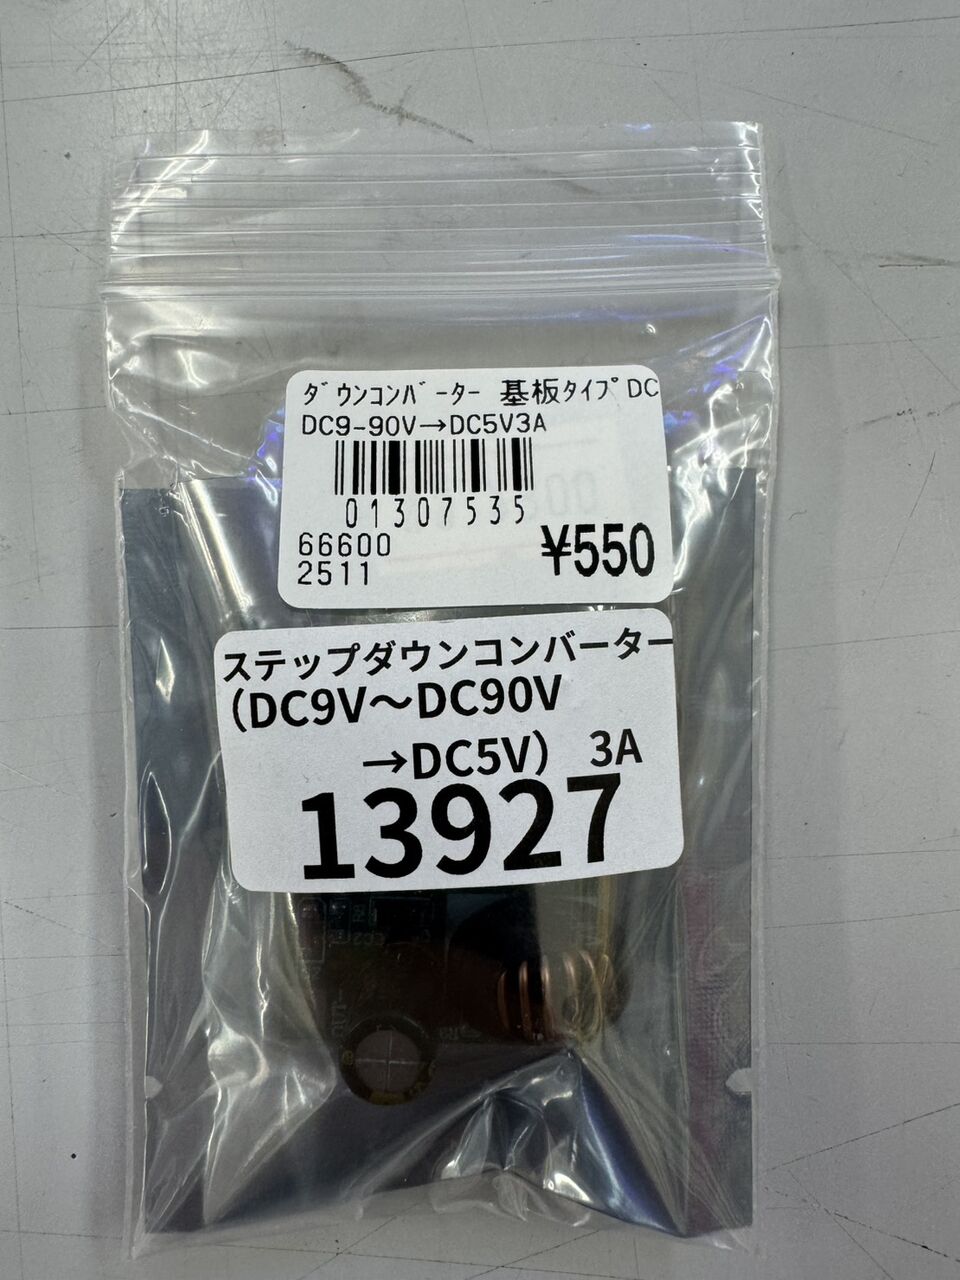 ﾀﾞｳﾝｺﾝﾊﾞｰﾀｰ 基板ﾀｲﾌﾟ DC
DC9-90V→DC5V3A
01307535
66600
2511
¥550
ステップダウンコンバーター
（DC9V～DC90V
→DC5V） 3A
13927